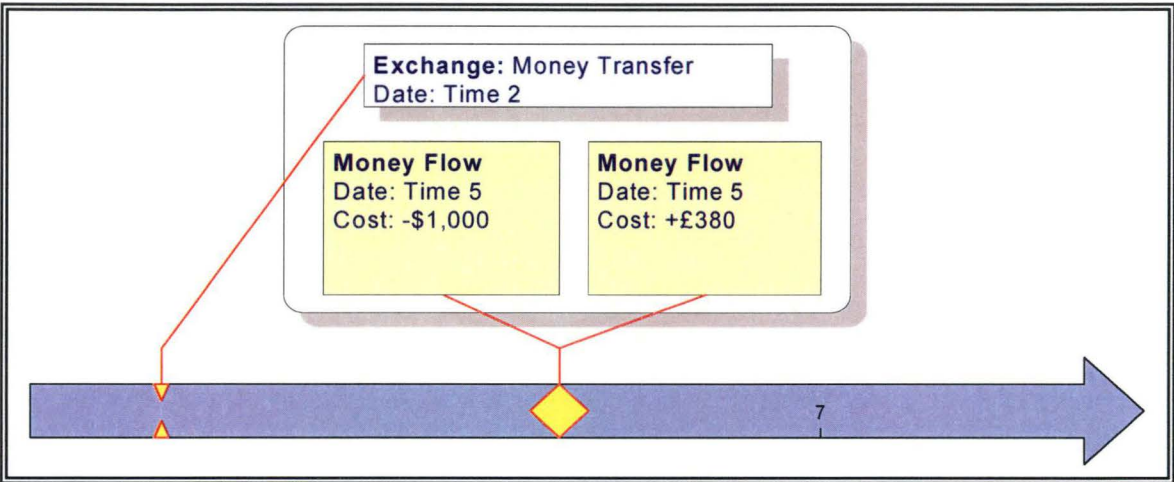 Exchange: Money Transfer
Date: Time 2
Money Flow
Date: Time 5
Cost: -$1,000
Money Flow
Date: Time 5
Cost: +£380
7